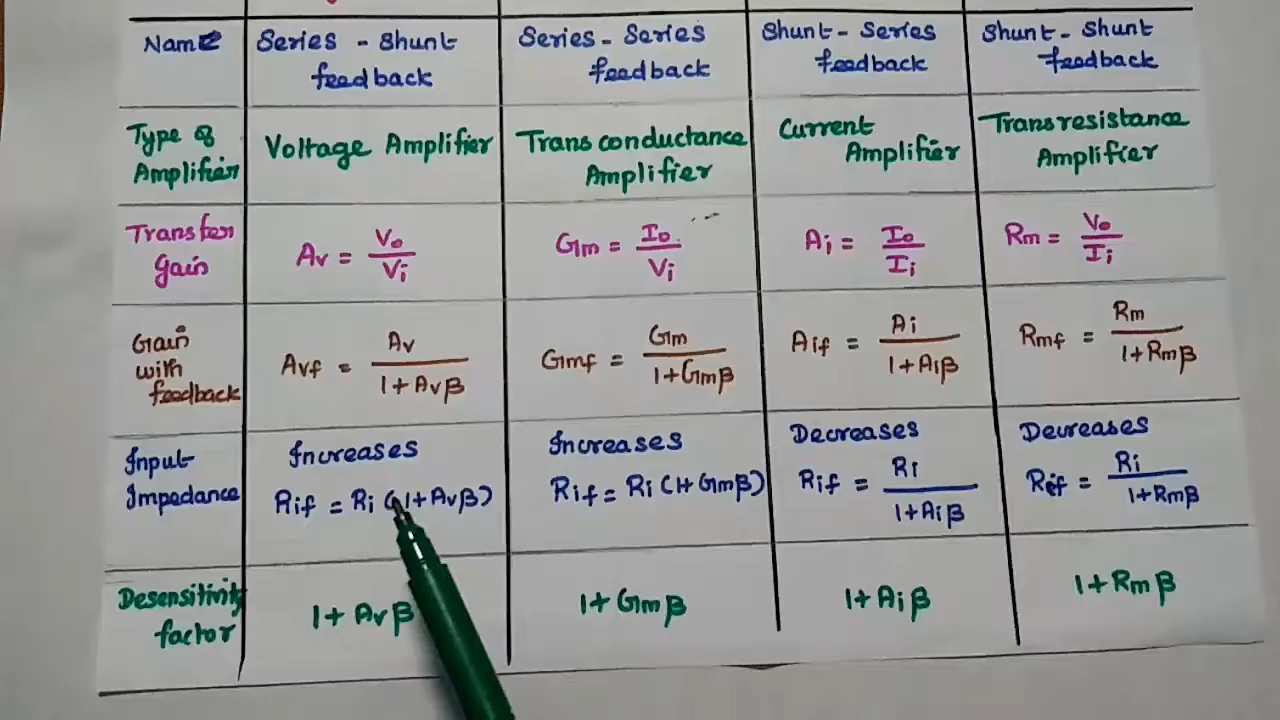 Name
Series - Shunt
feedback
Series - Series
feedback
Shunt - Series
feedback
Shunt - Shunt
feedback
Type of
Amplifier
Voltage Amplifier
Trans conductance
Amplifier
Current
Amplifier
Transresistance
Amplifier
Transfer
gain
Av = Vo/Vi
Gm = Io/Vi
Ai = Io/Ii
Rm = Vo/Ii
Gain
with
feedback
Avf = Av/1+Avβ
Gmf = Gm/1+Gmβ
Aif = Ai/1+Aiβ
Rmf = Rm/1+Rmβ
Input
Impedance
Increases
Rif = Ri (1+Avβ)
Increases
Rif = Ri (1+Gmβ)
Decreases
Rif = Ri/1+Aiβ
Decreases
Rif = Ri/1+Rmβ
Desensitivity
factor
1+Avβ
1+Gmβ
1+Aiβ
1+Rmβ